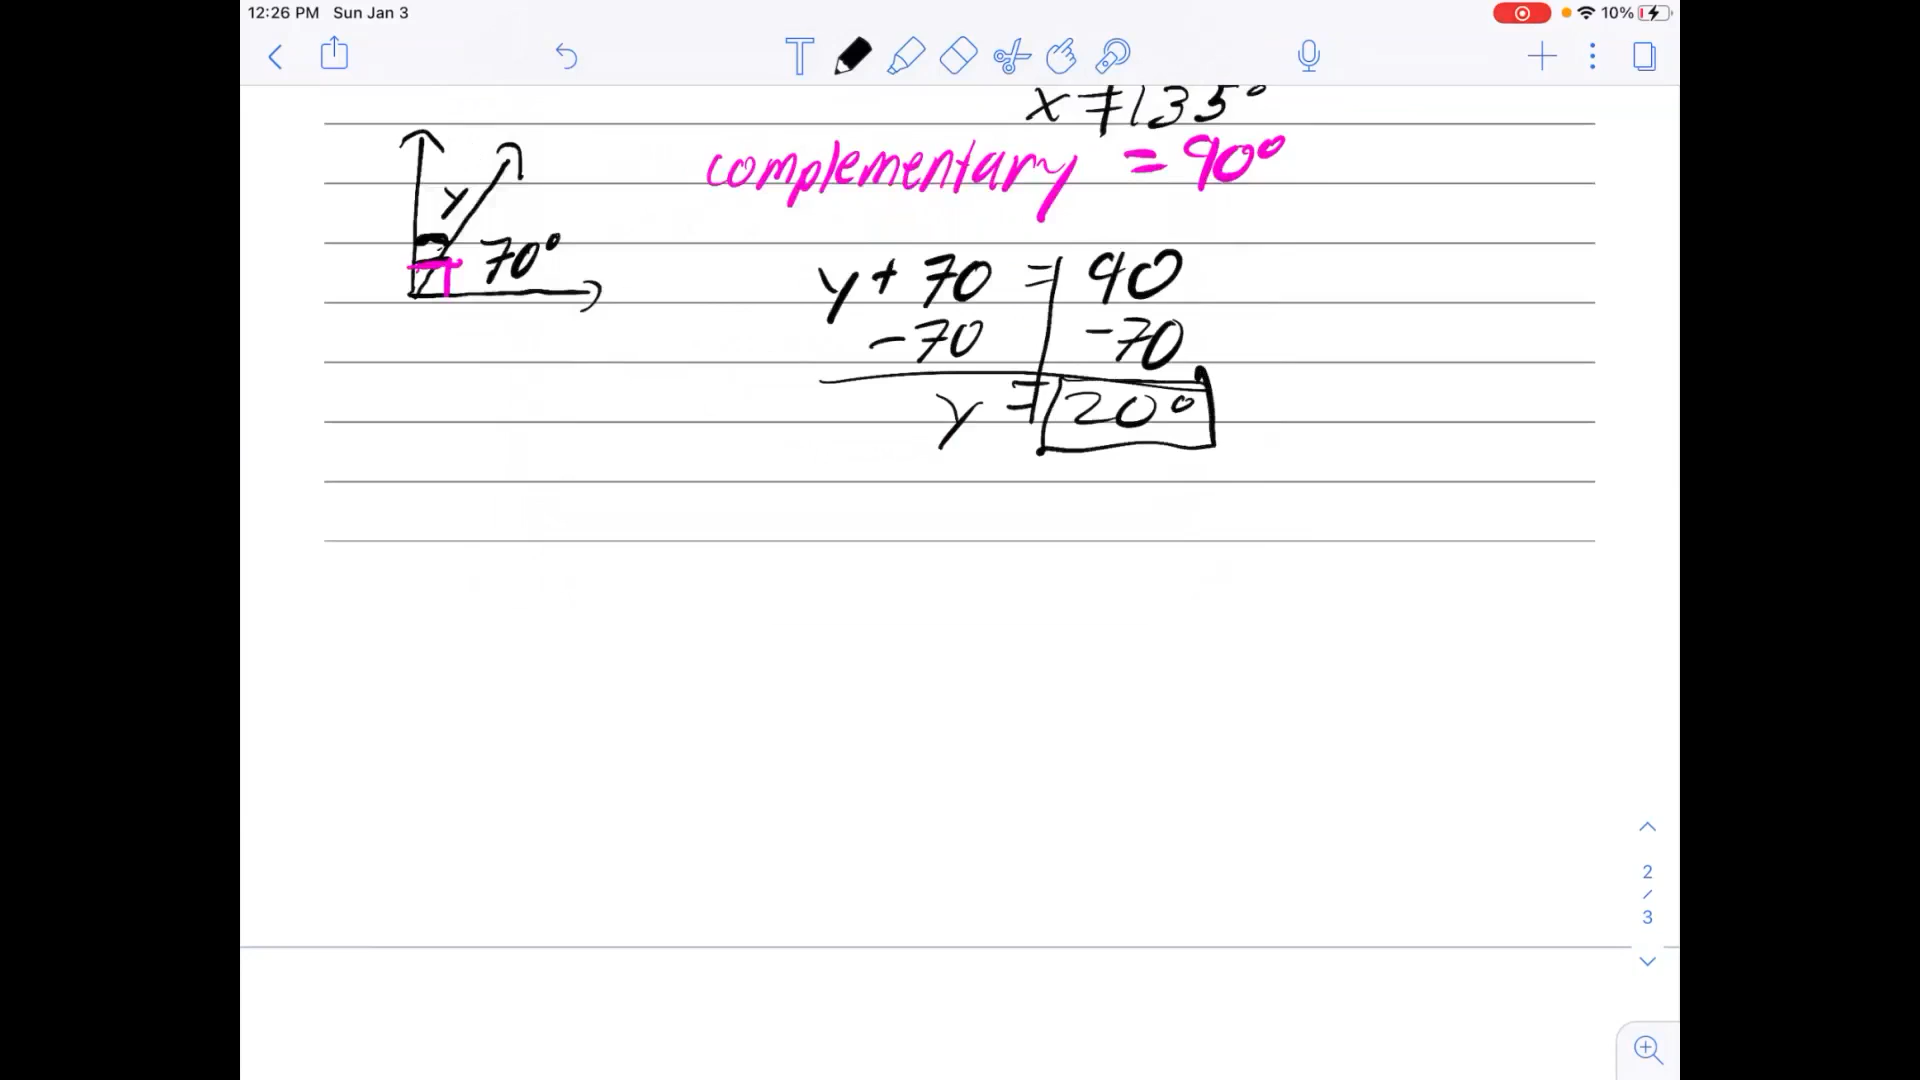 12:26 PM Sun Jan 3
10%
T
x = 135°
complementary = 90°
y
70°
y + 70 = 90
-70 -70
y = 20°
2
/
3